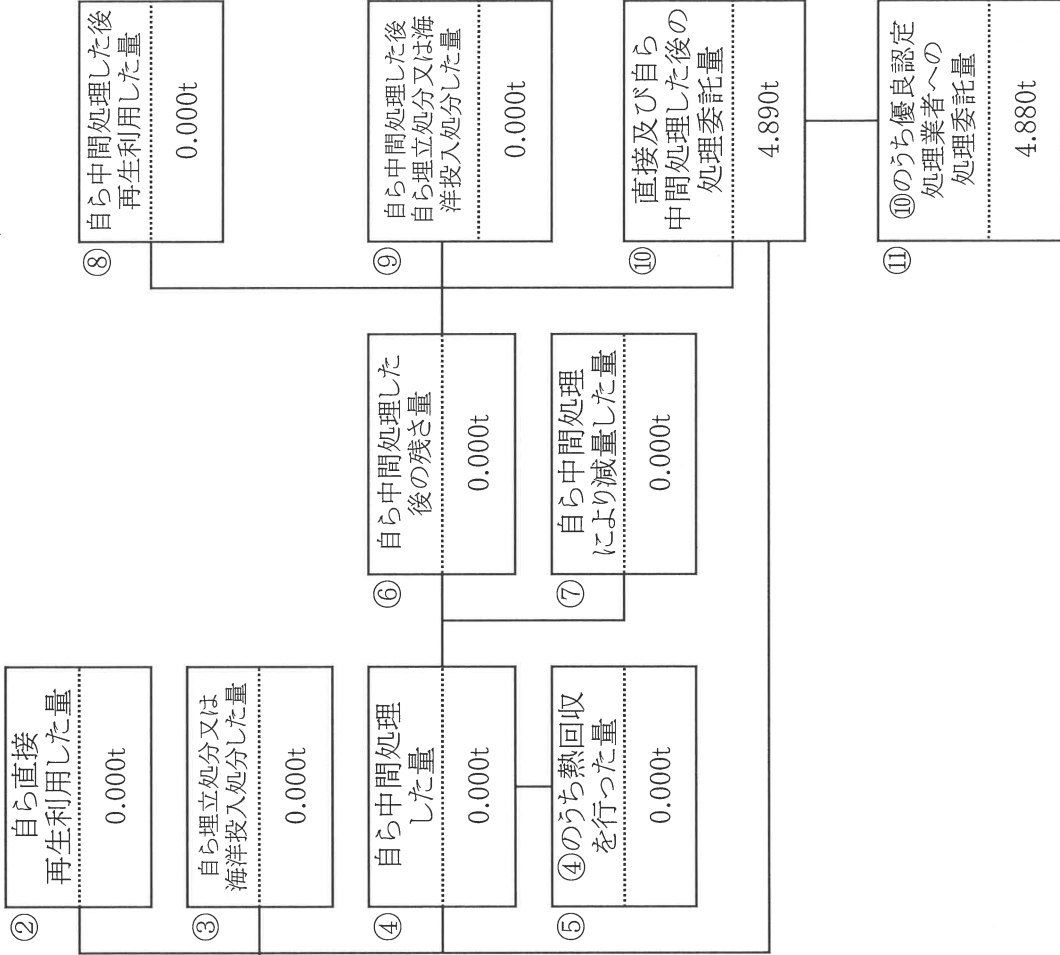 ②
自ら直接
再生利用した量
0.000t
③
自ら埋立処分又は
海洋投入処分した量
0.000t
④
自ら中間処理
した量
0.000t
⑤
④のうち熱回収
を行った量
0.000t
⑥
自ら中間処理した
後の残さ量
0.000t
⑦
自ら中間処理
により減量した量
0.000t
⑧
自ら中間処理した後
再生利用した量
0.000t
⑨
自ら中間処理した後
自ら埋立処分又は海
洋投入処分した量
0.000t
⑩
直接及び自ら
中間処理した後の
処理委託量
4.890t
⑪
⑩のうち優良認定
処理業者への
処理委託量
4.880t